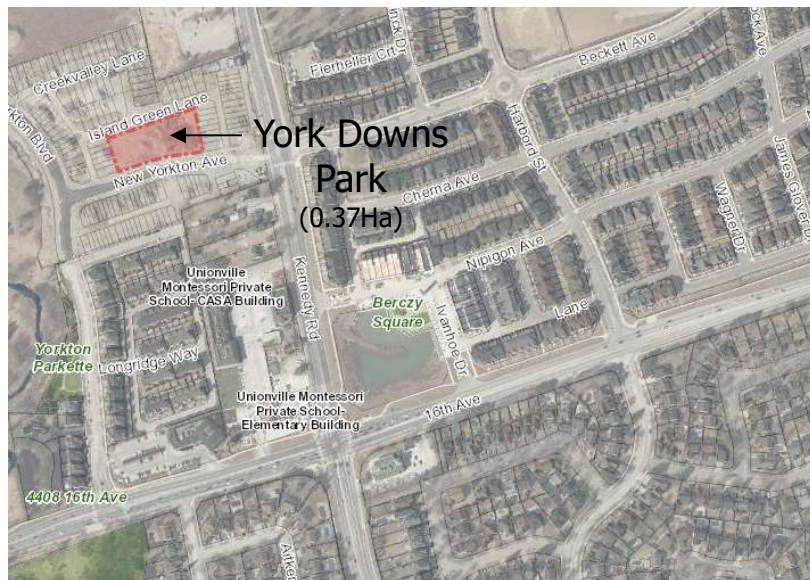 Creekvalley Lane
Island Green Lane
New Yorkton Ave
York Downs
Park
(0.37Ha)
Fierheller Crt
Beckett Ave
Harbord St
Cherna Ave
James Glover
Wagner Dr
Nipigon Ave
Kennedy Rd
Unionville
Montessori Private
School- CASA Building
Berczy
Square
Ivanhoe Dr
Lane
Yorkton
Parkette
Longridge Way
Unionville Montessori
Private School-
Elementary Building
16th Ave
4408 16th Ave